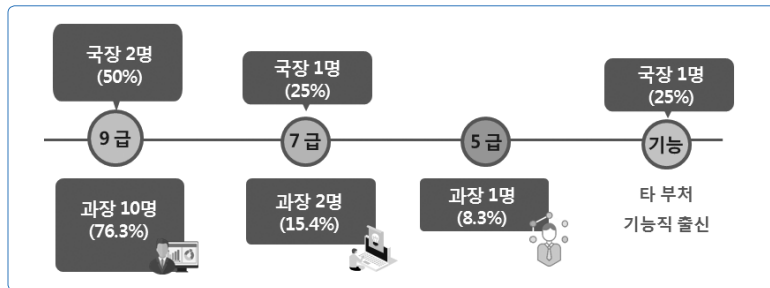 국장 2명
(50%)
국장 1명
(25%)
국장 1명
(25%)
9 급
7 급
5 급
기능
과장 10명
(76.3%)
과장 2명
(15.4%)
과장 1명
(8.3%)
타 부처
기능직 출신